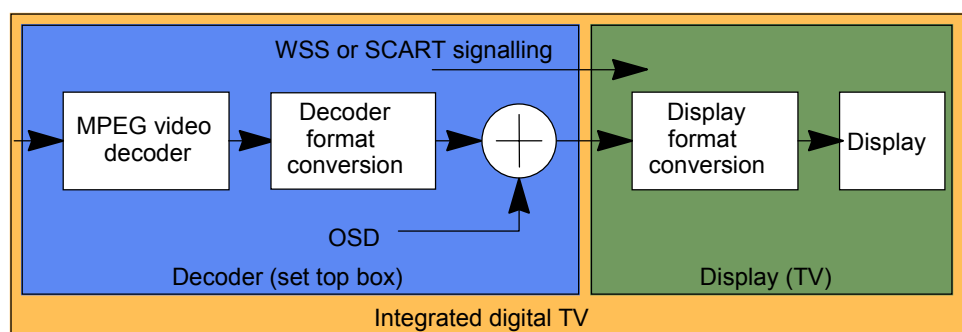 WSS or SCART signalling
MPEG video
decoder
Decoder
format
conversion
Display
format
conversion
Display
OSD
Decoder (set top box)
Display (TV)
Integrated digital TV